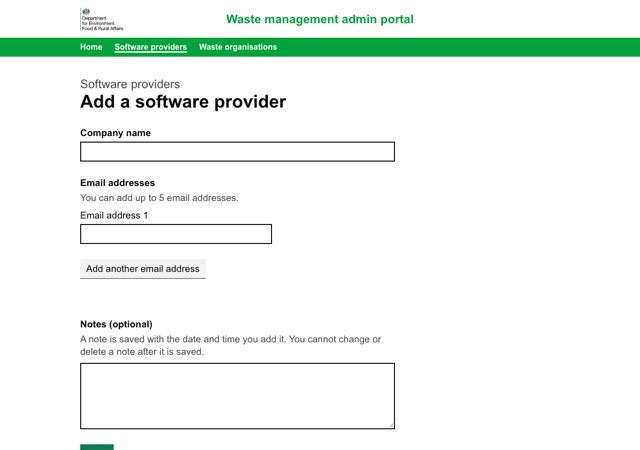 Department
for Environment
Food & Rural Affairs
Waste management admin portal
Home Software providers Waste organisations
Software providers
Add a software provider
Company name
Email addresses
You can add up to 5 email addresses.
Email address 1
Add another email address
Notes (optional)
A note is saved with the date and time you add it. You cannot change or
delete a note after it is saved.